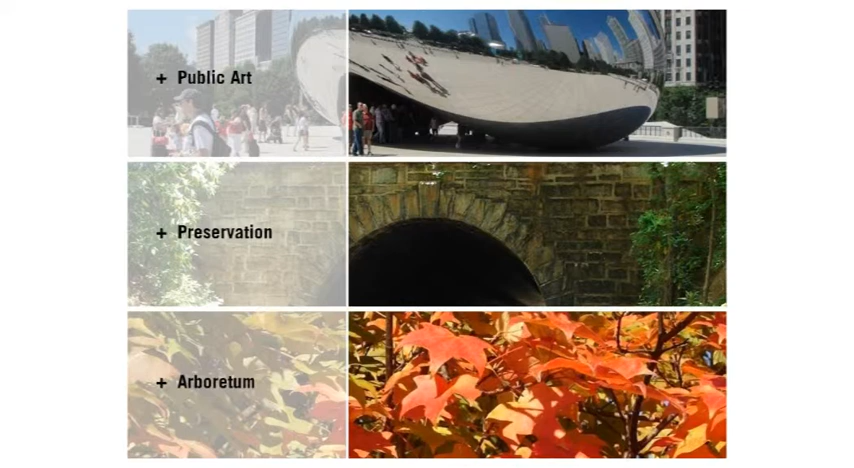 + Public Art
+ Preservation
+ Arboretum